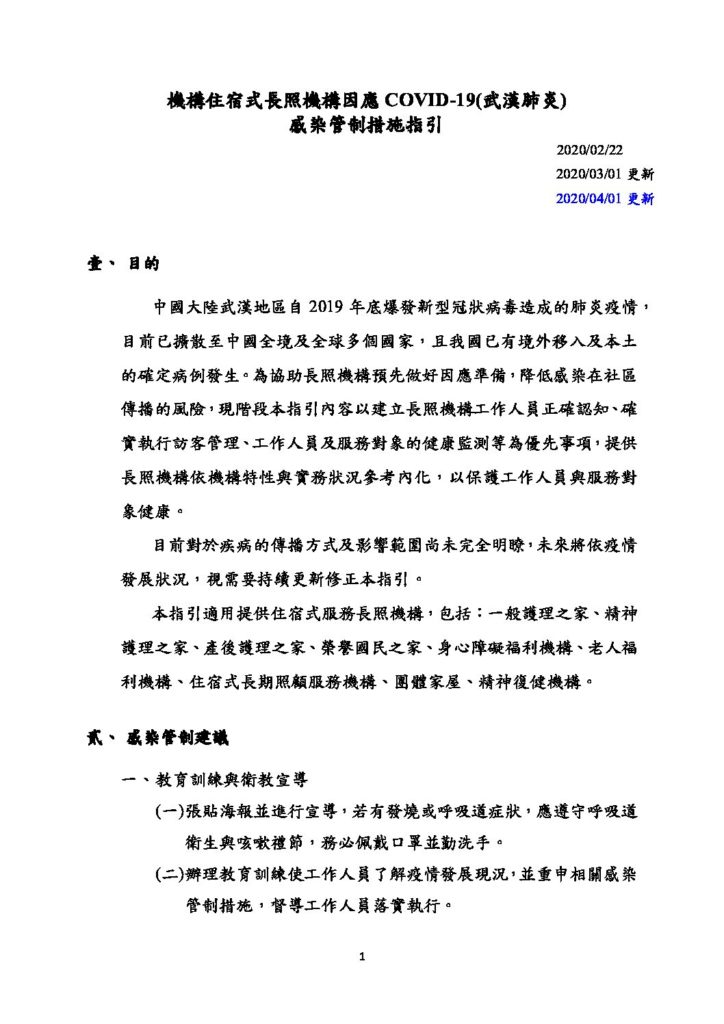 機構住宿式長照機構因應 COVID-19(武漢肺炎)
感染管制措施指引
2020/02/22
2020/03/01 更新
2020/04/01 更新
壹、 目的
中國大陸武漢地區自 2019 年底爆發新型冠狀病毒造成的肺炎疫情，
目前已擴散至中國全境及全球多個國家，且我國已有境外移入及本土
的確定病例發生。為協助長照機構預先做好因應準備，降低感染在社區
傳播的風險，現階段本指引內容以建立長照機構工作人員正確認知、確
實執行訪客管理、工作人員及服務對象的健康監測等為優先事項，提供
長照機構依機構特性與實務狀況參考內化，以保護工作人員與服務對
象健康。
目前對於疾病的傳播方式及影響範圍尚未完全明瞭，未來將依疫情
發展狀況，視需要持續更新修正本指引。
本指引適用提供住宿式服務長照機構，包括：一般護理之家、精神
護理之家、產後護理之家、榮譽國民之家、身心障礙福利機構、老人福
利機構、住宿式長期照顧服務機構、團體家屋、精神復健機構。
貳、 感染管制建議
一、教育訓練與衛教宣導
(一)張貼海報並進行宣導，若有發燒或呼吸道症狀，應遵守呼吸道
衛生與咳嗽禮節，務必佩戴口罩並勤洗手。
(二)辦理教育訓練使工作人員了解疫情發展現況，並重申相關感染
管制措施，督導工作人員落實執行。
1